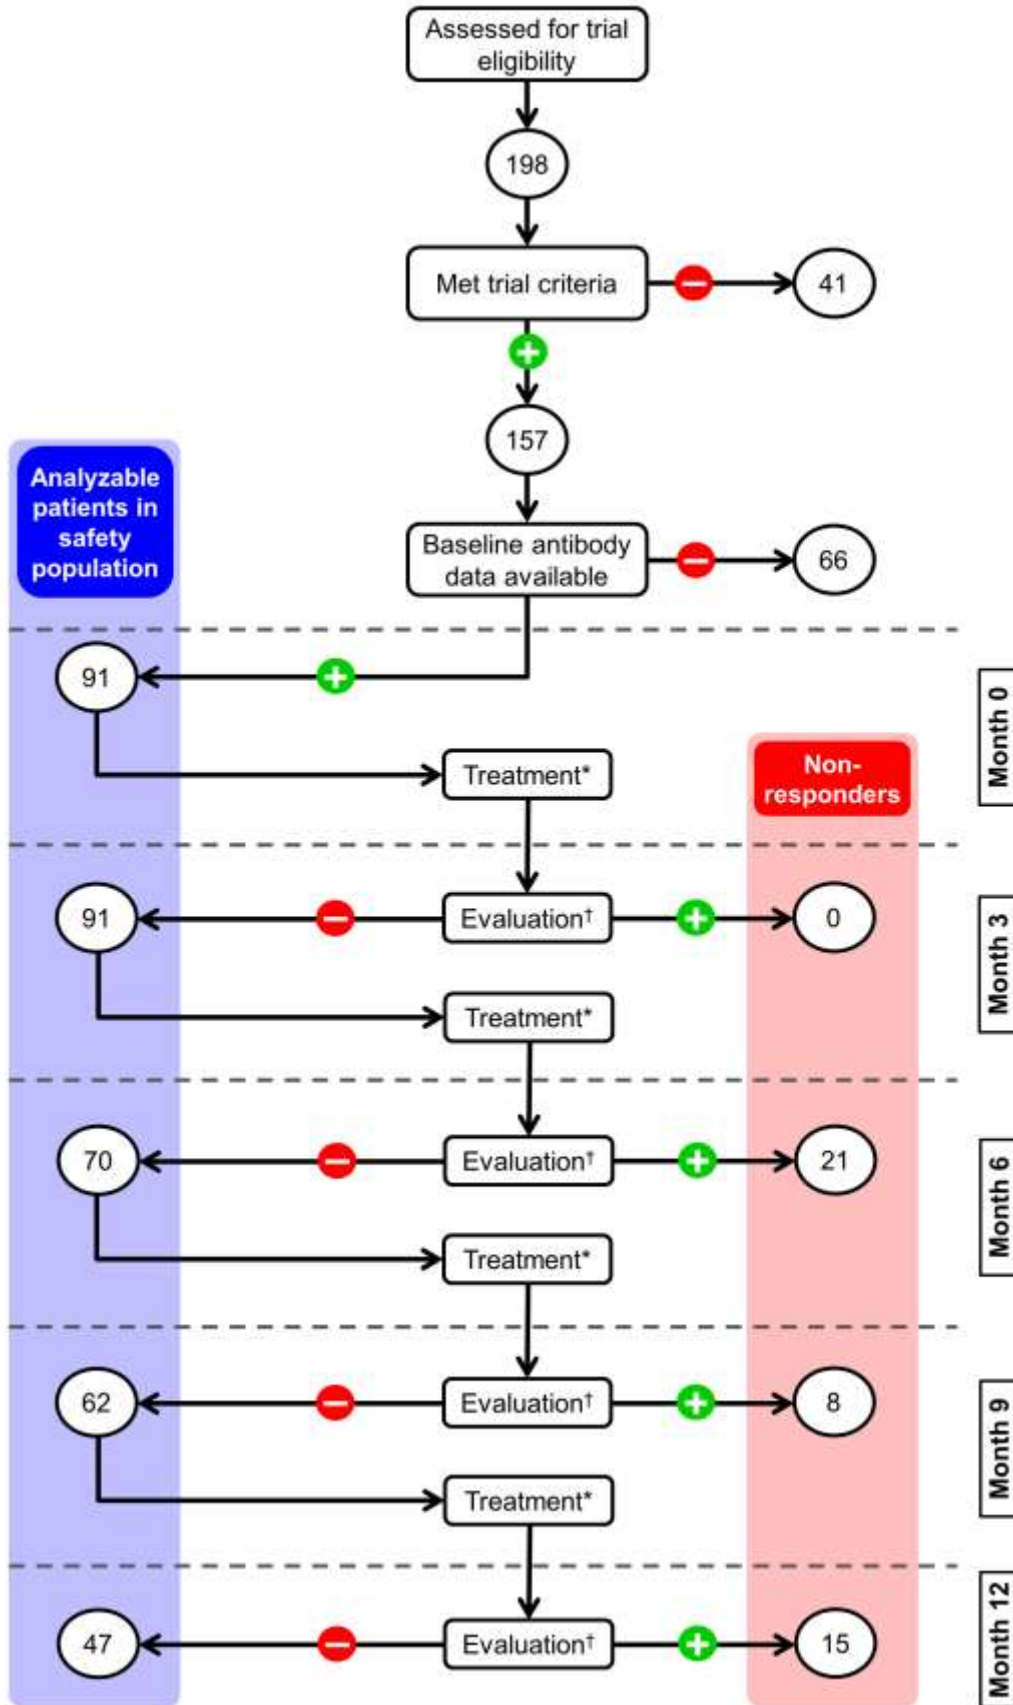 Assessed for trial
eligibility
198
Met trial criteria
41
157
Analyzable
patients in
safety
population
Baseline antibody
data available
66
91
Month 0
Treatment*
Non-
responders
91
Evaluation†
0
Month 3
Treatment*
70
Evaluation†
21
Month 6
Treatment*
62
Evaluation†
8
Month 9
Treatment*
47
Evaluation†
15
Month 12